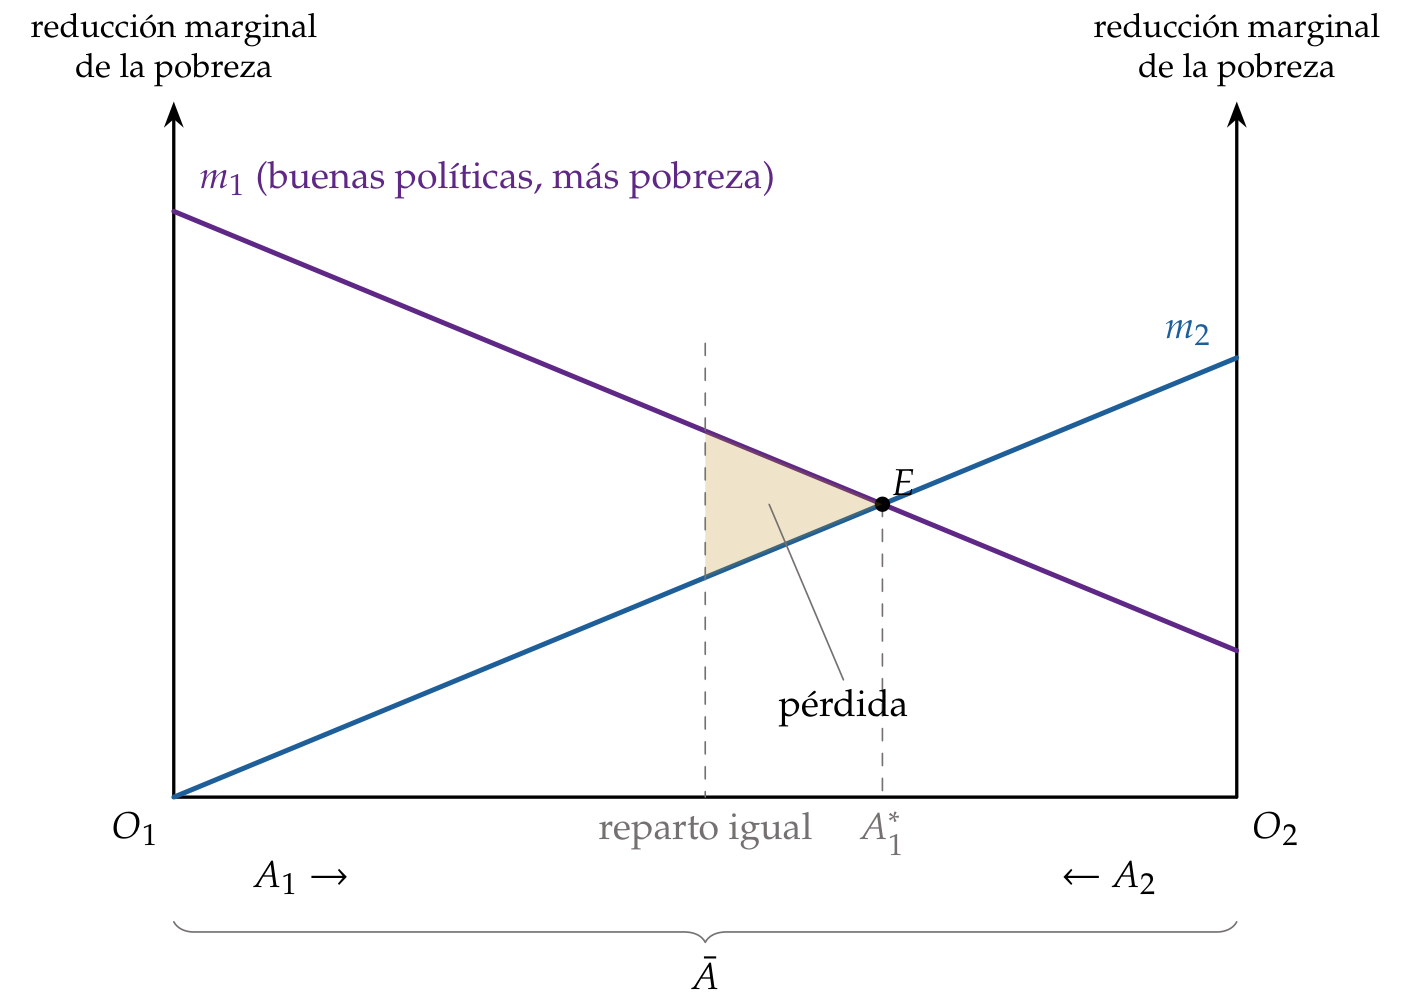 reducción marginal
de la pobreza
reducción marginal
de la pobreza
m₁ (buenas políticas, más pobreza)
m₂
E
pérdida
O₁
reparto igual
A₁*
O₂
A₁ →
← A₂
Ā